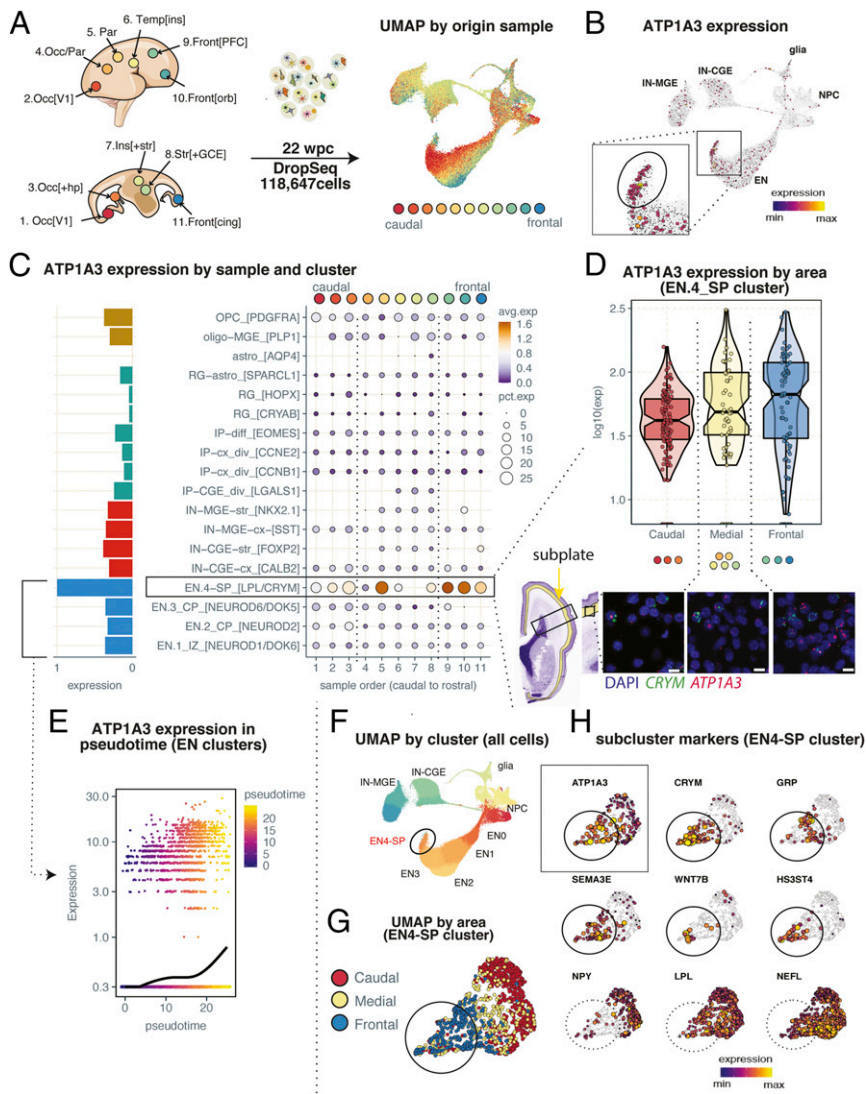 A
6. Temp[ins]
5. Par
4.Occ/Par
9.Front[PFC]
2.Occ[V1]
10.Front[orb]
7.Ins[+str]
8.Str[+GCE]
3.Occ[+hp]
1. Occ[V1]
11.Front[cing]
22 wpc
DropSeq
118,647cells
UMAP by origin sample
caudal
frontal
B
ATP1A3 expression
glia
IN-CGE
IN-MGE
NPC
EN
expression
min
max
C
ATP1A3 expression by sample and cluster
caudal
frontal
OPC_[PDGFRA]
oligo-MGE_[PLP1]
astro_[AQP4]
RG-astro_[SPARCL1]
RG_[HOPX]
RG_[CRYAB]
IP-diff_[EOMES]
IP-cx_div_[CCNE2]
IP-cx_div_[CCNB1]
IP-CGE_div_[LGALS1]
IN-MGE-str_[NKX2.1]
IN-MGE-cx-[SST]
IN-CGE-str_[FOXP2]
IN-CGE-cx_[CALB2]
EN.4-SP_[LPL/CRYM]
EN.3_CP_[NEUROD6/DOK5]
EN.2_CP_[NEUROD2]
EN.1_IZ_[NEUROD1/DOK6]
1
0
expression
1 2 3 4 5 6 7 8 9 10 11
sample order (caudal to rostral)
avg.exp
1.6
1.2
0.8
0.4
0.0
pct.exp
0
5
10
15
20
25
D
ATP1A3 expression by area
(EN.4_SP cluster)
log10(exp)
2.5
2.0
1.5
1.0
Caudal
Medial
Frontal
subplate
DAPI CRYM ATP1A3
E
ATP1A3 expression in
pseudotime (EN clusters)
pseudotime
20
15
10
5
0
Expression
30.0
10.0
3.0
1.0
0.3
0
10
20
pseudotime
F
UMAP by cluster (all cells)
glia
IN-CGE
IN-MGE
NPC
EN4-SP
EN0
EN1
EN3
EN2
G
UMAP by area
(EN4-SP cluster)
Caudal
Medial
Frontal
H
subcluster markers (EN4-SP cluster)
ATP1A3
CRYM
GRP
SEMA3E
WNT7B
HS3ST4
NPY
LPL
NEFL
expression
min
max